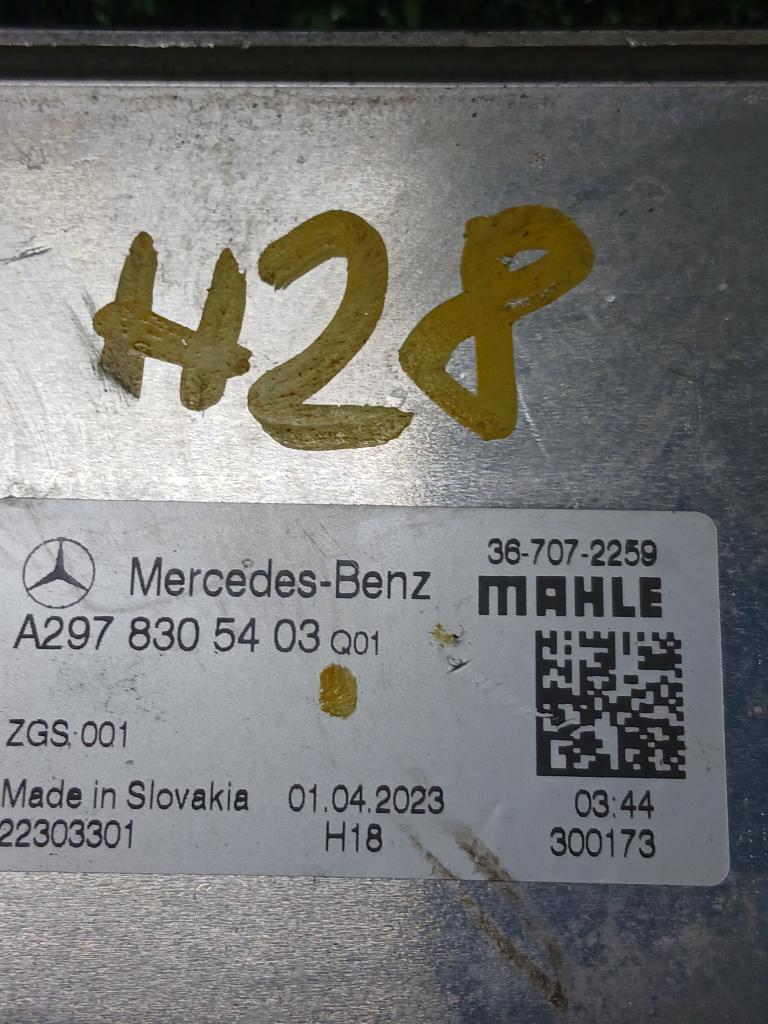 H28
Mercedes-Benz
36-707-2259
MAHLE
A297 830 54 03 Q01
ZGS 001
Made in Slovakia 01.04.2023 03:44
22303301 H18 300173